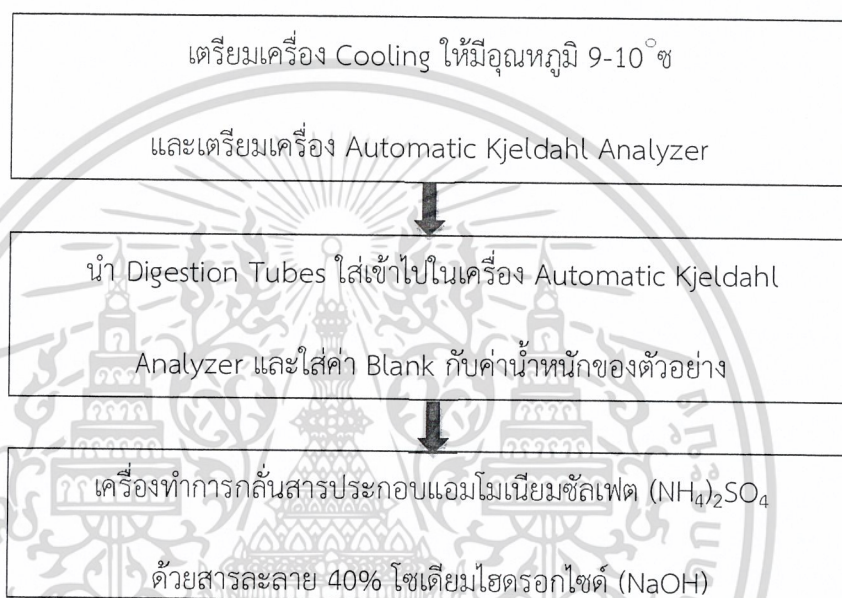 เตรียมเครื่อง Cooling ให้มีอุณหภูมิ 9-10°ซ
และเตรียมเครื่อง Automatic Kjeldahl Analyzer
นำ Digestion Tubes ใส่เข้าไปในเครื่อง Automatic Kjeldahl
Analyzer และใส่ค่า Blank กับค่าน้ำหนักของตัวอย่าง
เครื่องทำการกลั่นสารประกอบแอมโมเนียมซัลเฟต (NH₄)₂SO₄
ด้วยสารละลาย 40% โซเดียมไฮดรอกไซด์ (NaOH)